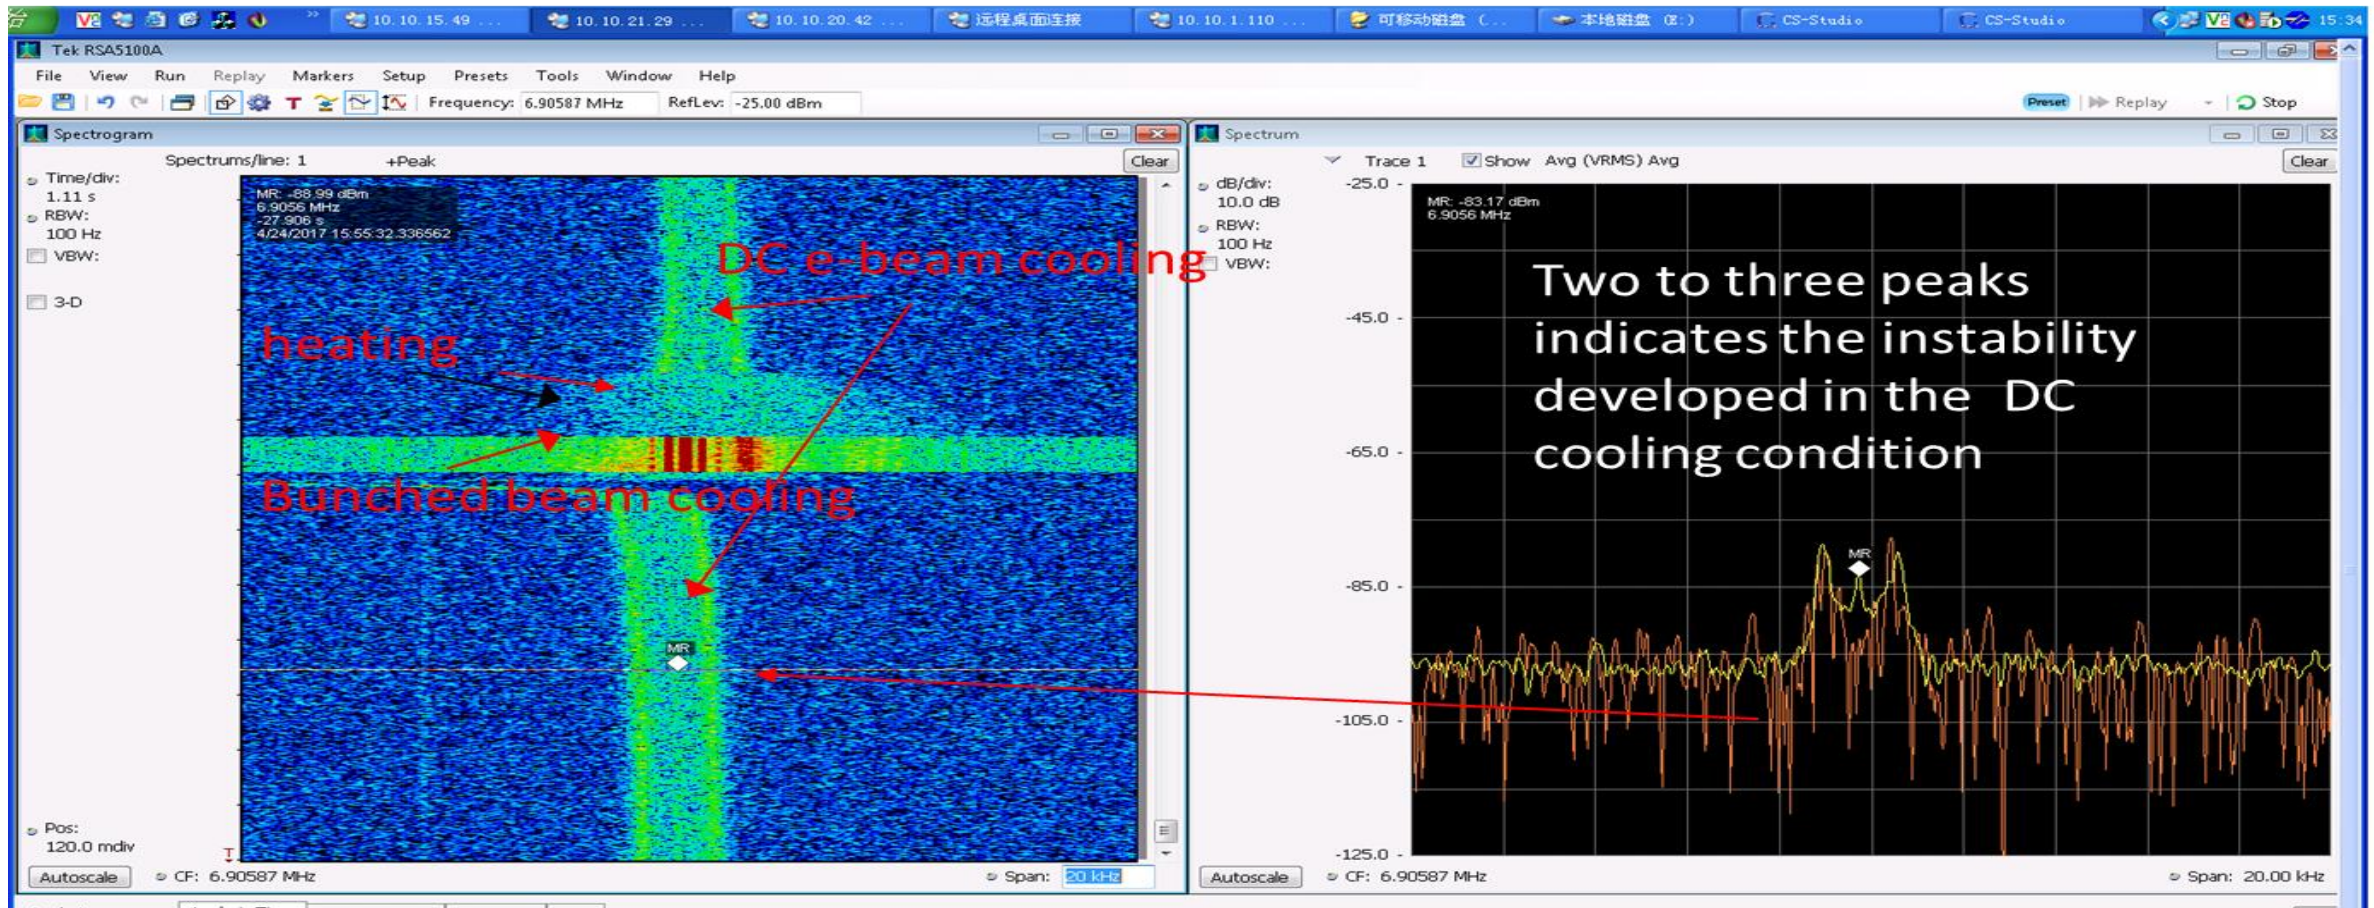 10.10.15.49 ...
10.10.21.29 ...
10.10.20.42 ...
远程桌面连接
10.10.1.110 ...
可移动磁盘 (...
本地磁盘 (E:)
CS-Studio
CS-Studio
15:34
Tek RSA5100A
File View Run Replay Markers Setup Presets Tools Window Help
Frequency: 6.90587 MHz RefLev: -25.00 dBm
Preset Replay Stop
Spectrogram
Spectrums/line: 1 +Peak Clear
Time/div:
1.11 s
RBW:
100 Hz
VBW:
3-D
MR: -88.99 dBm
6.9056 MHz
-27.906 s
4/24/2017 15:55:32.336562
DC e-beam cooling
heating
Bunched beam cooling
MR
Pos:
120.0 mdiv
T
Autoscale CF: 6.90587 MHz Span: 20 kHz
Spectrum
Trace 1 Show Avg (VRMS) Avg Clear
dB/div:
10.0 dB
RBW:
100 Hz
VBW:
-25.0
-45.0
-65.0
-85.0
-105.0
-125.0
MR: -83.17 dBm
6.9056 MHz
Two to three peaks
indicates the instability
developed in the DC
cooling condition
MR
Autoscale CF: 6.90587 MHz Span: 20.00 kHz